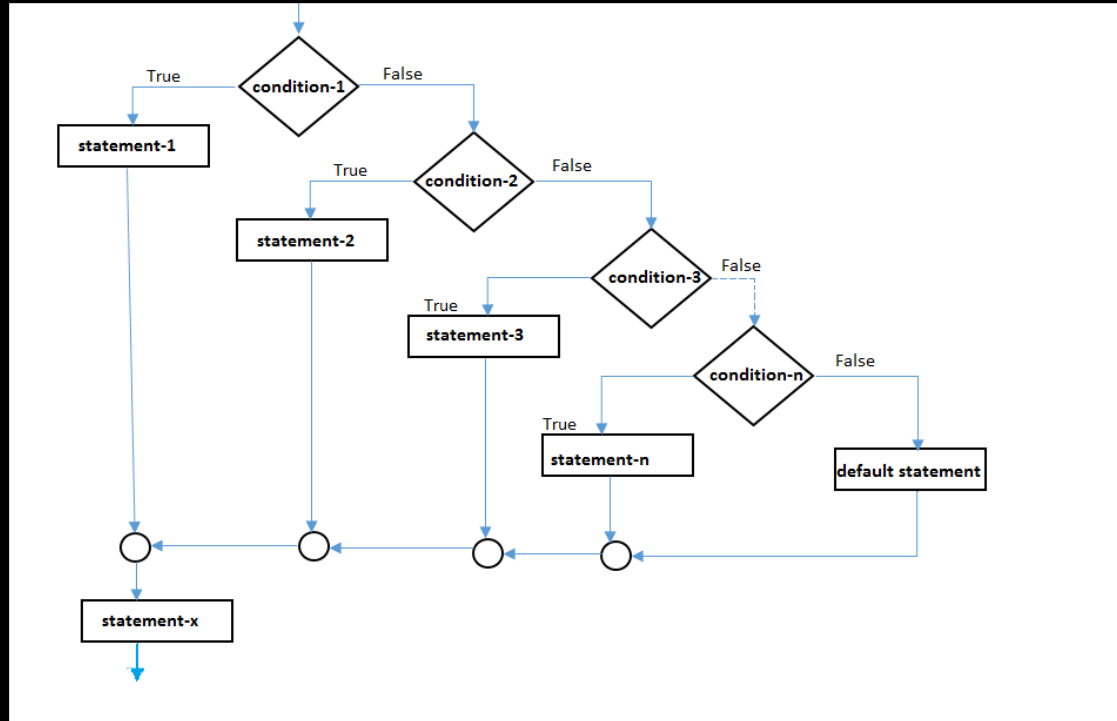 True
condition-1
False
statement-1
True
condition-2
False
statement-2
condition-3
False
True
statement-3
condition-n
False
True
statement-n
default statement
statement-x